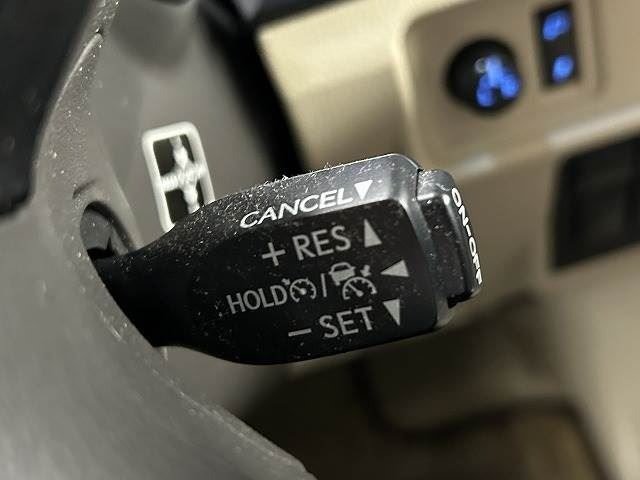 CANCEL▼
+ RES ▲
HOLD / ◀
− SET ▼
ON-OFF